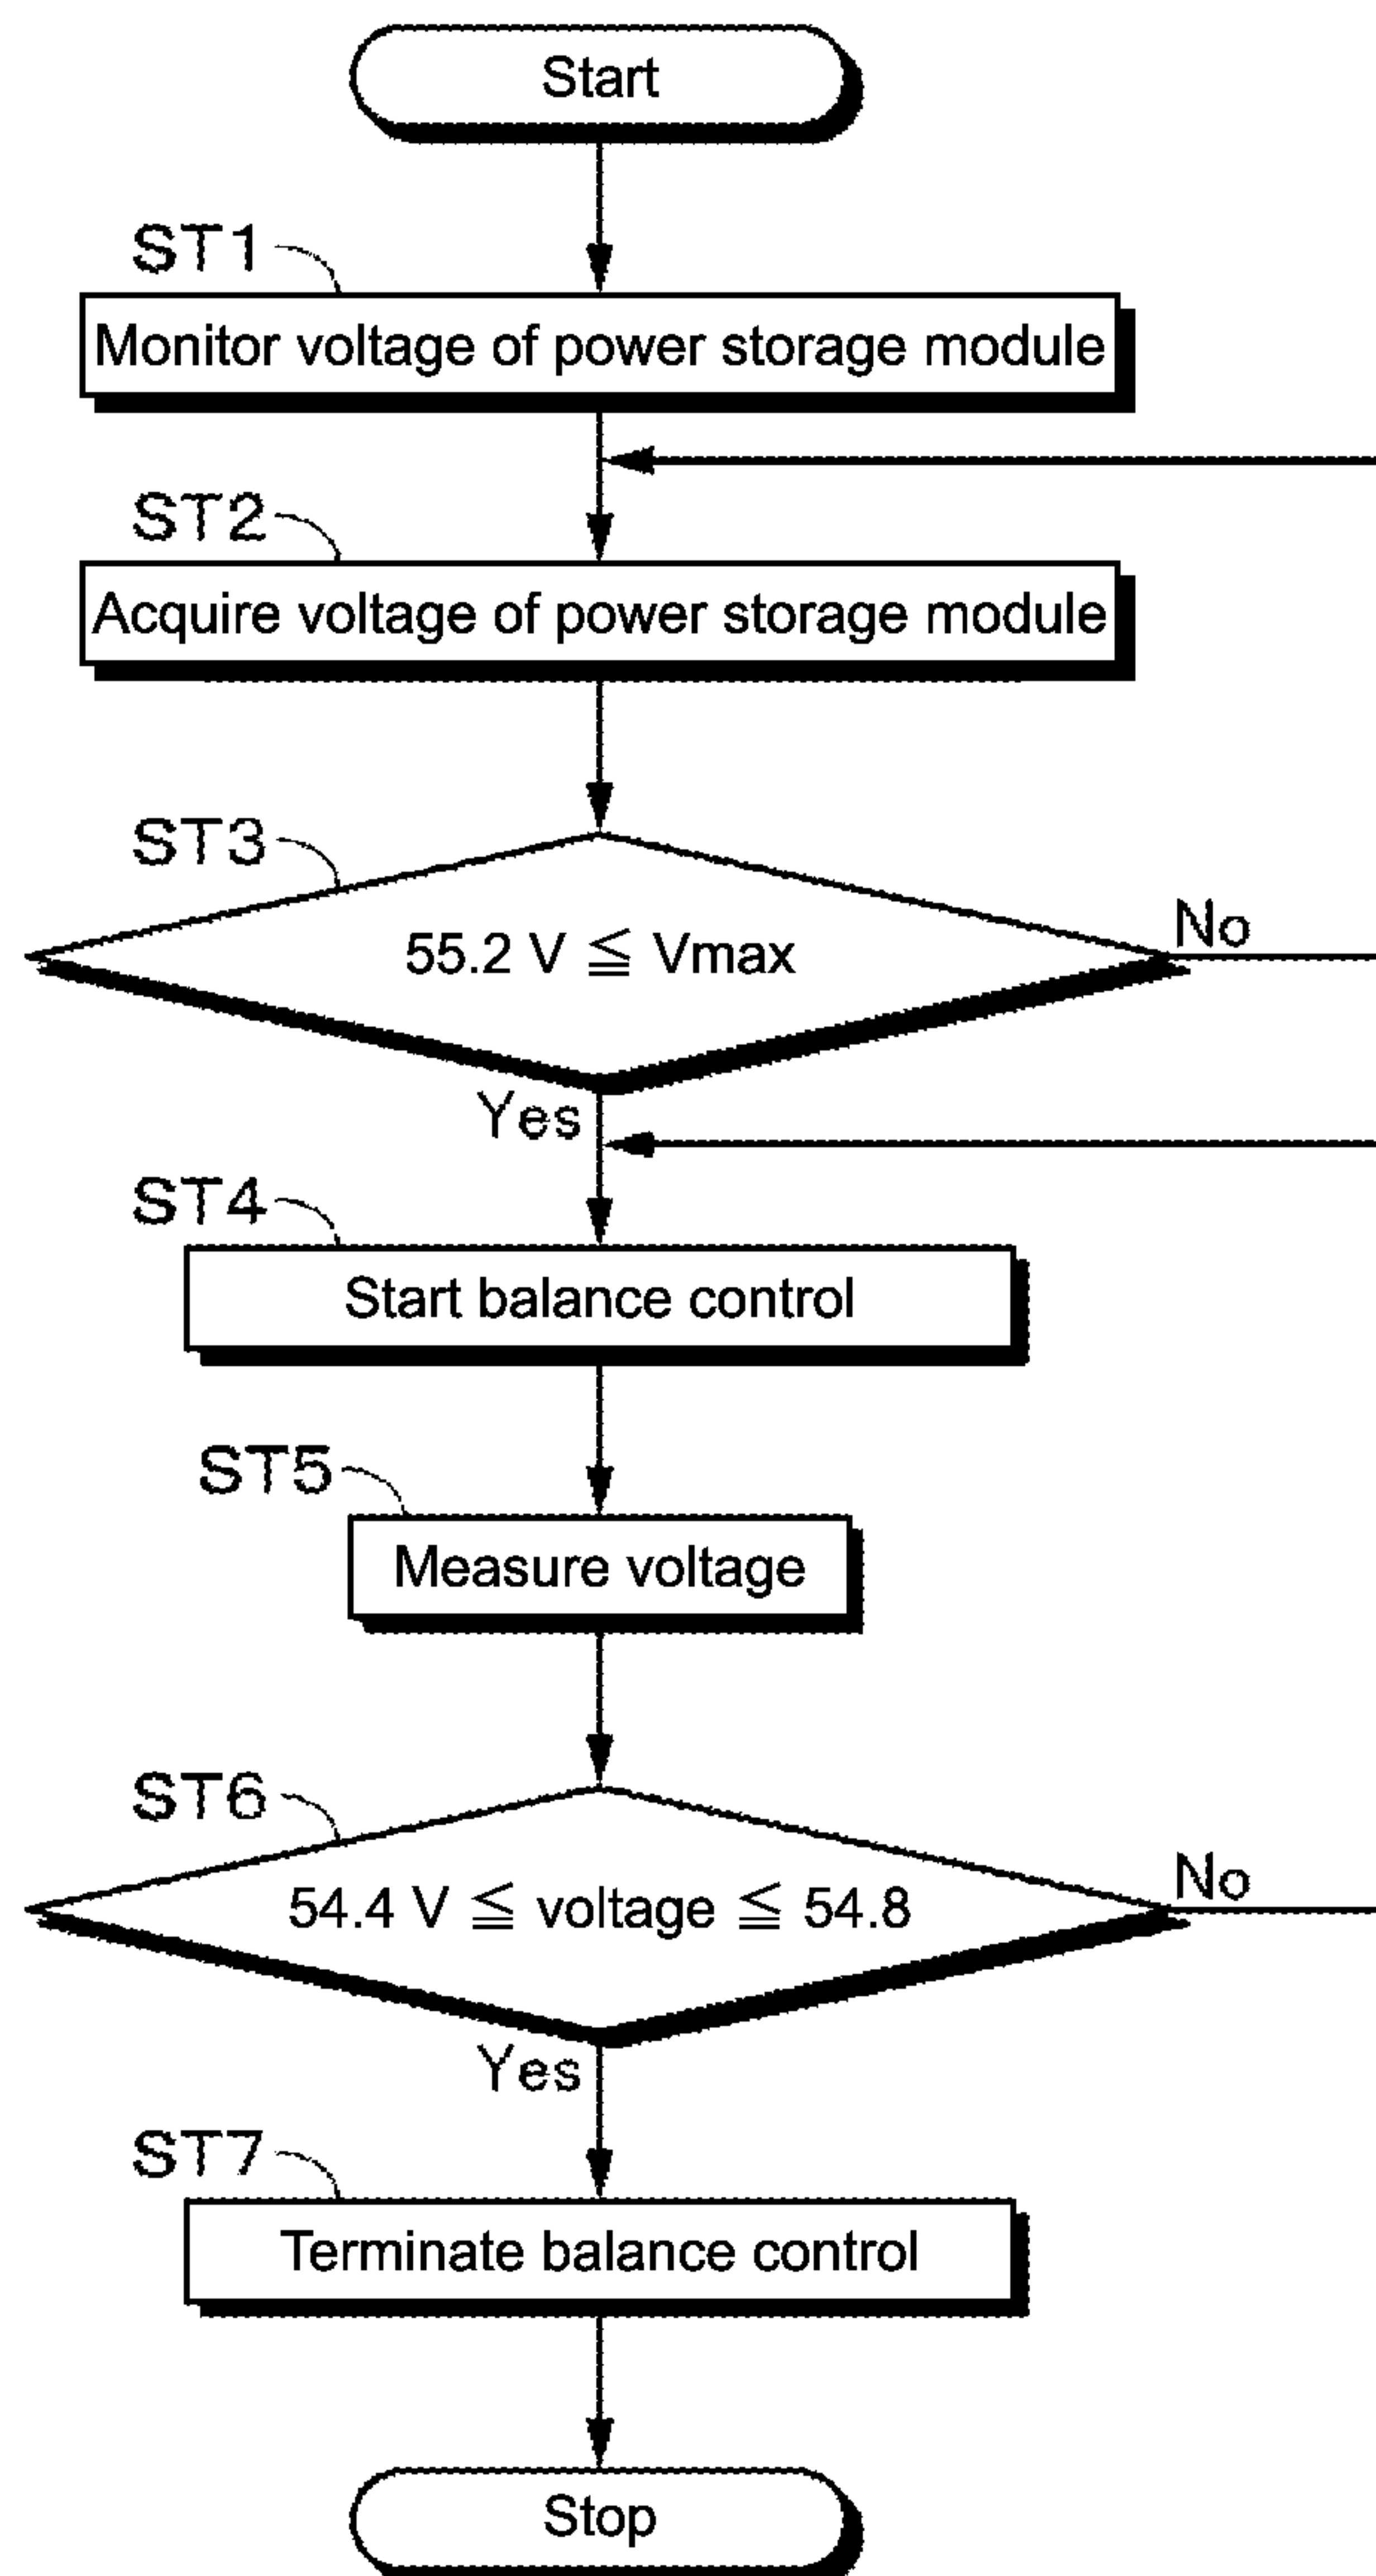 Start
ST1
Monitor voltage of power storage module
ST2
Acquire voltage of power storage module
ST3
55.2 V ≦ Vmax
No
Yes
ST4
Start balance control
ST5
Measure voltage
ST6
54.4 V ≦ voltage ≦ 54.8
No
Yes
ST7
Terminate balance control
Stop